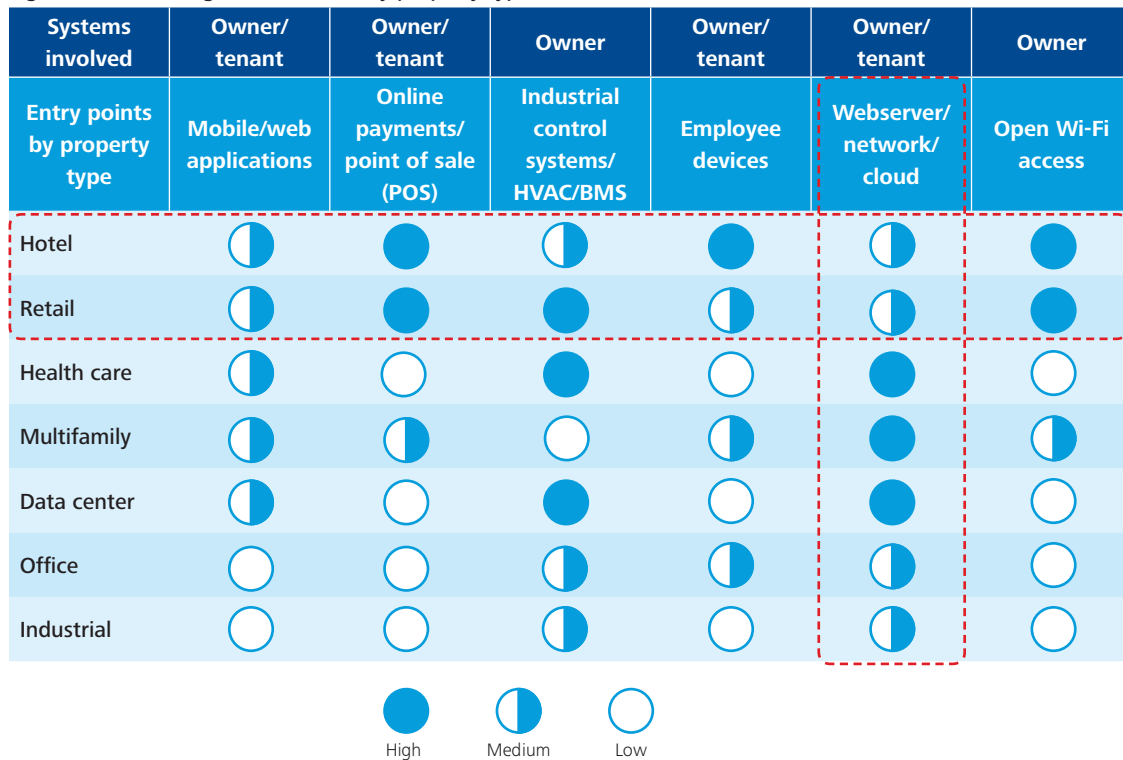 Systems involved
Owner/ tenant
Owner/ tenant
Owner
Owner/ tenant
Owner/ tenant
Owner
Entry points by property type
Mobile/web applications
Online payments/ point of sale (POS)
Industrial control systems/ HVAC/BMS
Employee devices
Webserver/ network/ cloud
Open Wi-Fi access
Hotel
Retail
Health care
Multifamily
Data center
Office
Industrial
High
Medium
Low